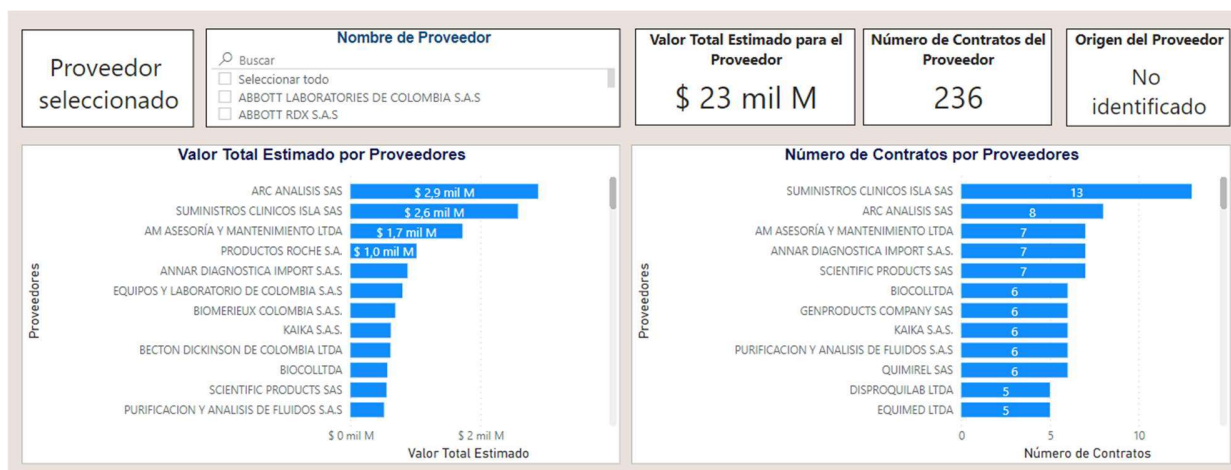 Proveedor
seleccionado
Nombre de Proveedor
Buscar
Seleccionar todo
ABBOTT LABORATORIES DE COLOMBIA S.A.S
ABBOTT RDX S.A.S
Valor Total Estimado para el
Proveedor
$ 23 mil M
Número de Contratos del
Proveedor
236
Origen del Proveedor
No
identificado
Valor Total Estimado por Proveedores
Proveedores
ARC ANALISIS SAS $ 2,9 mil M
SUMINISTROS CLINICOS ISLA SAS $ 2,6 mil M
AM ASESORÍA Y MANTENIMIENTO LTDA $ 1,7 mil M
PRODUCTOS ROCHE S.A. $ 1,0 mil M
ANNAR DIAGNOSTICA IMPORT S.A.S.
EQUIPOS Y LABORATORIO DE COLOMBIA S.A.S
BIOMERIEUX COLOMBIA S.A.S.
KAIKA S.A.S.
BECTON DICKINSON DE COLOMBIA LTDA
BIOCOLLTDA
SCIENTIFIC PRODUCTS SAS
PURIFICACION Y ANALISIS DE FLUIDOS S.A.S
$ 0 mil M $ 2 mil M
Valor Total Estimado
Número de Contratos por Proveedores
Proveedores
SUMINISTROS CLINICOS ISLA SAS 13
ARC ANALISIS SAS 8
AM ASESORÍA Y MANTENIMIENTO LTDA 7
ANNAR DIAGNOSTICA IMPORT S.A.S. 7
SCIENTIFIC PRODUCTS SAS 7
BIOCOLLTDA 6
GENPRODUCTS COMPANY SAS 6
KAIKA S.A.S. 6
PURIFICACION Y ANALISIS DE FLUIDOS S.A.S 6
QUIMIREL SAS 6
DISPROQUILAB LTDA 5
EQUIMED LTDA 5
0 5 10
Número de Contratos